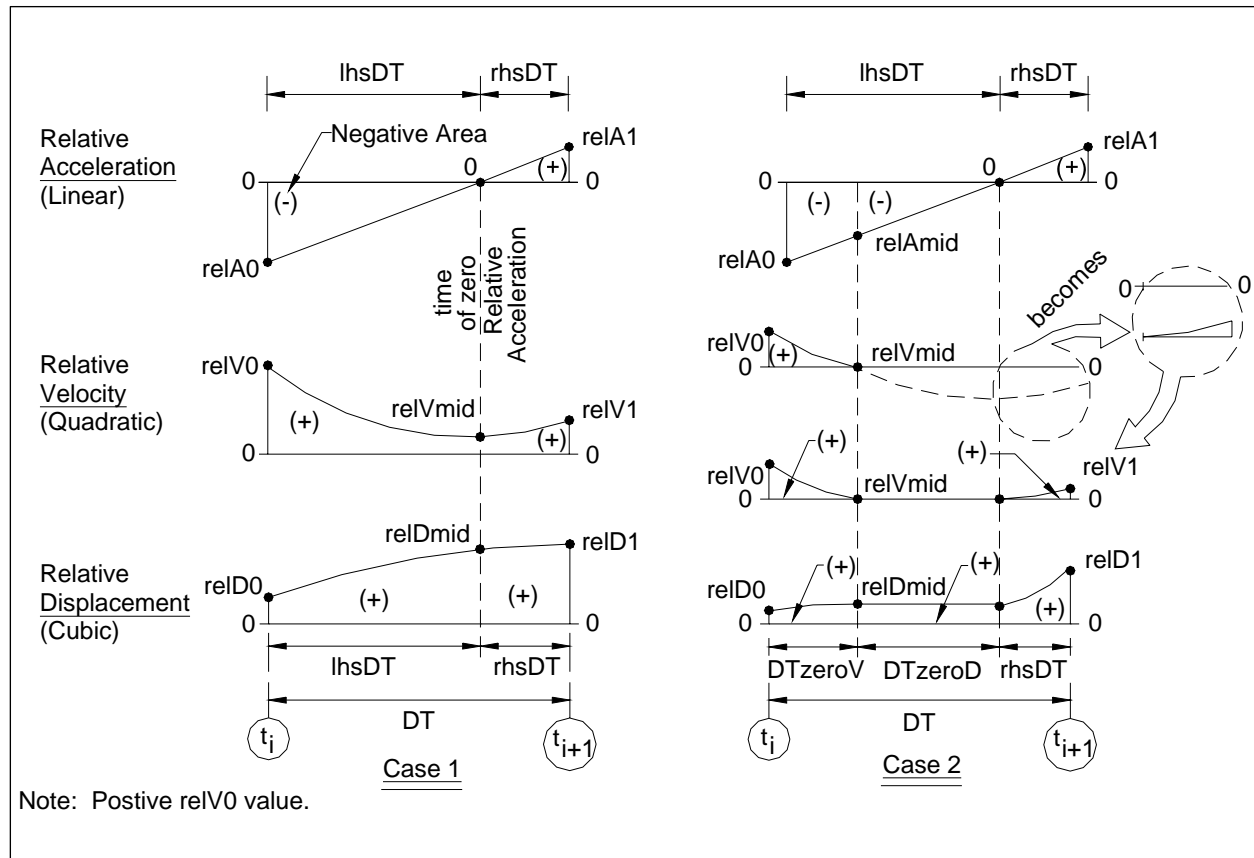 lhsDT
rhsDT
Relative
Acceleration
(Linear)
Negative Area
0
0
relA1
(+)
0
(-)
relA0
time
of zero
Relative
Acceleration
Relative
Velocity
(Quadratic)
relV0
relVmid
relV1
(+)
(+)
0
0
Relative
Displacement
(Cubic)
relD0
relDmid
relD1
(+)
(+)
0
0
lhsDT
rhsDT
DT
ti
ti+1
Case 1
lhsDT
rhsDT
0
0
relA1
(+)
0
(-)
(-)
relAmid
relA0
becomes
0
0
relV0
(+)
relVmid
0
0
(+)
(+)
relV0
relVmid
relV1
0
0
(+)
(+)
relD0
relDmid
relD1
(+)
0
0
DTzeroV
DTzeroD
rhsDT
DT
ti
ti+1
Case 2
Note: Postive relV0 value.